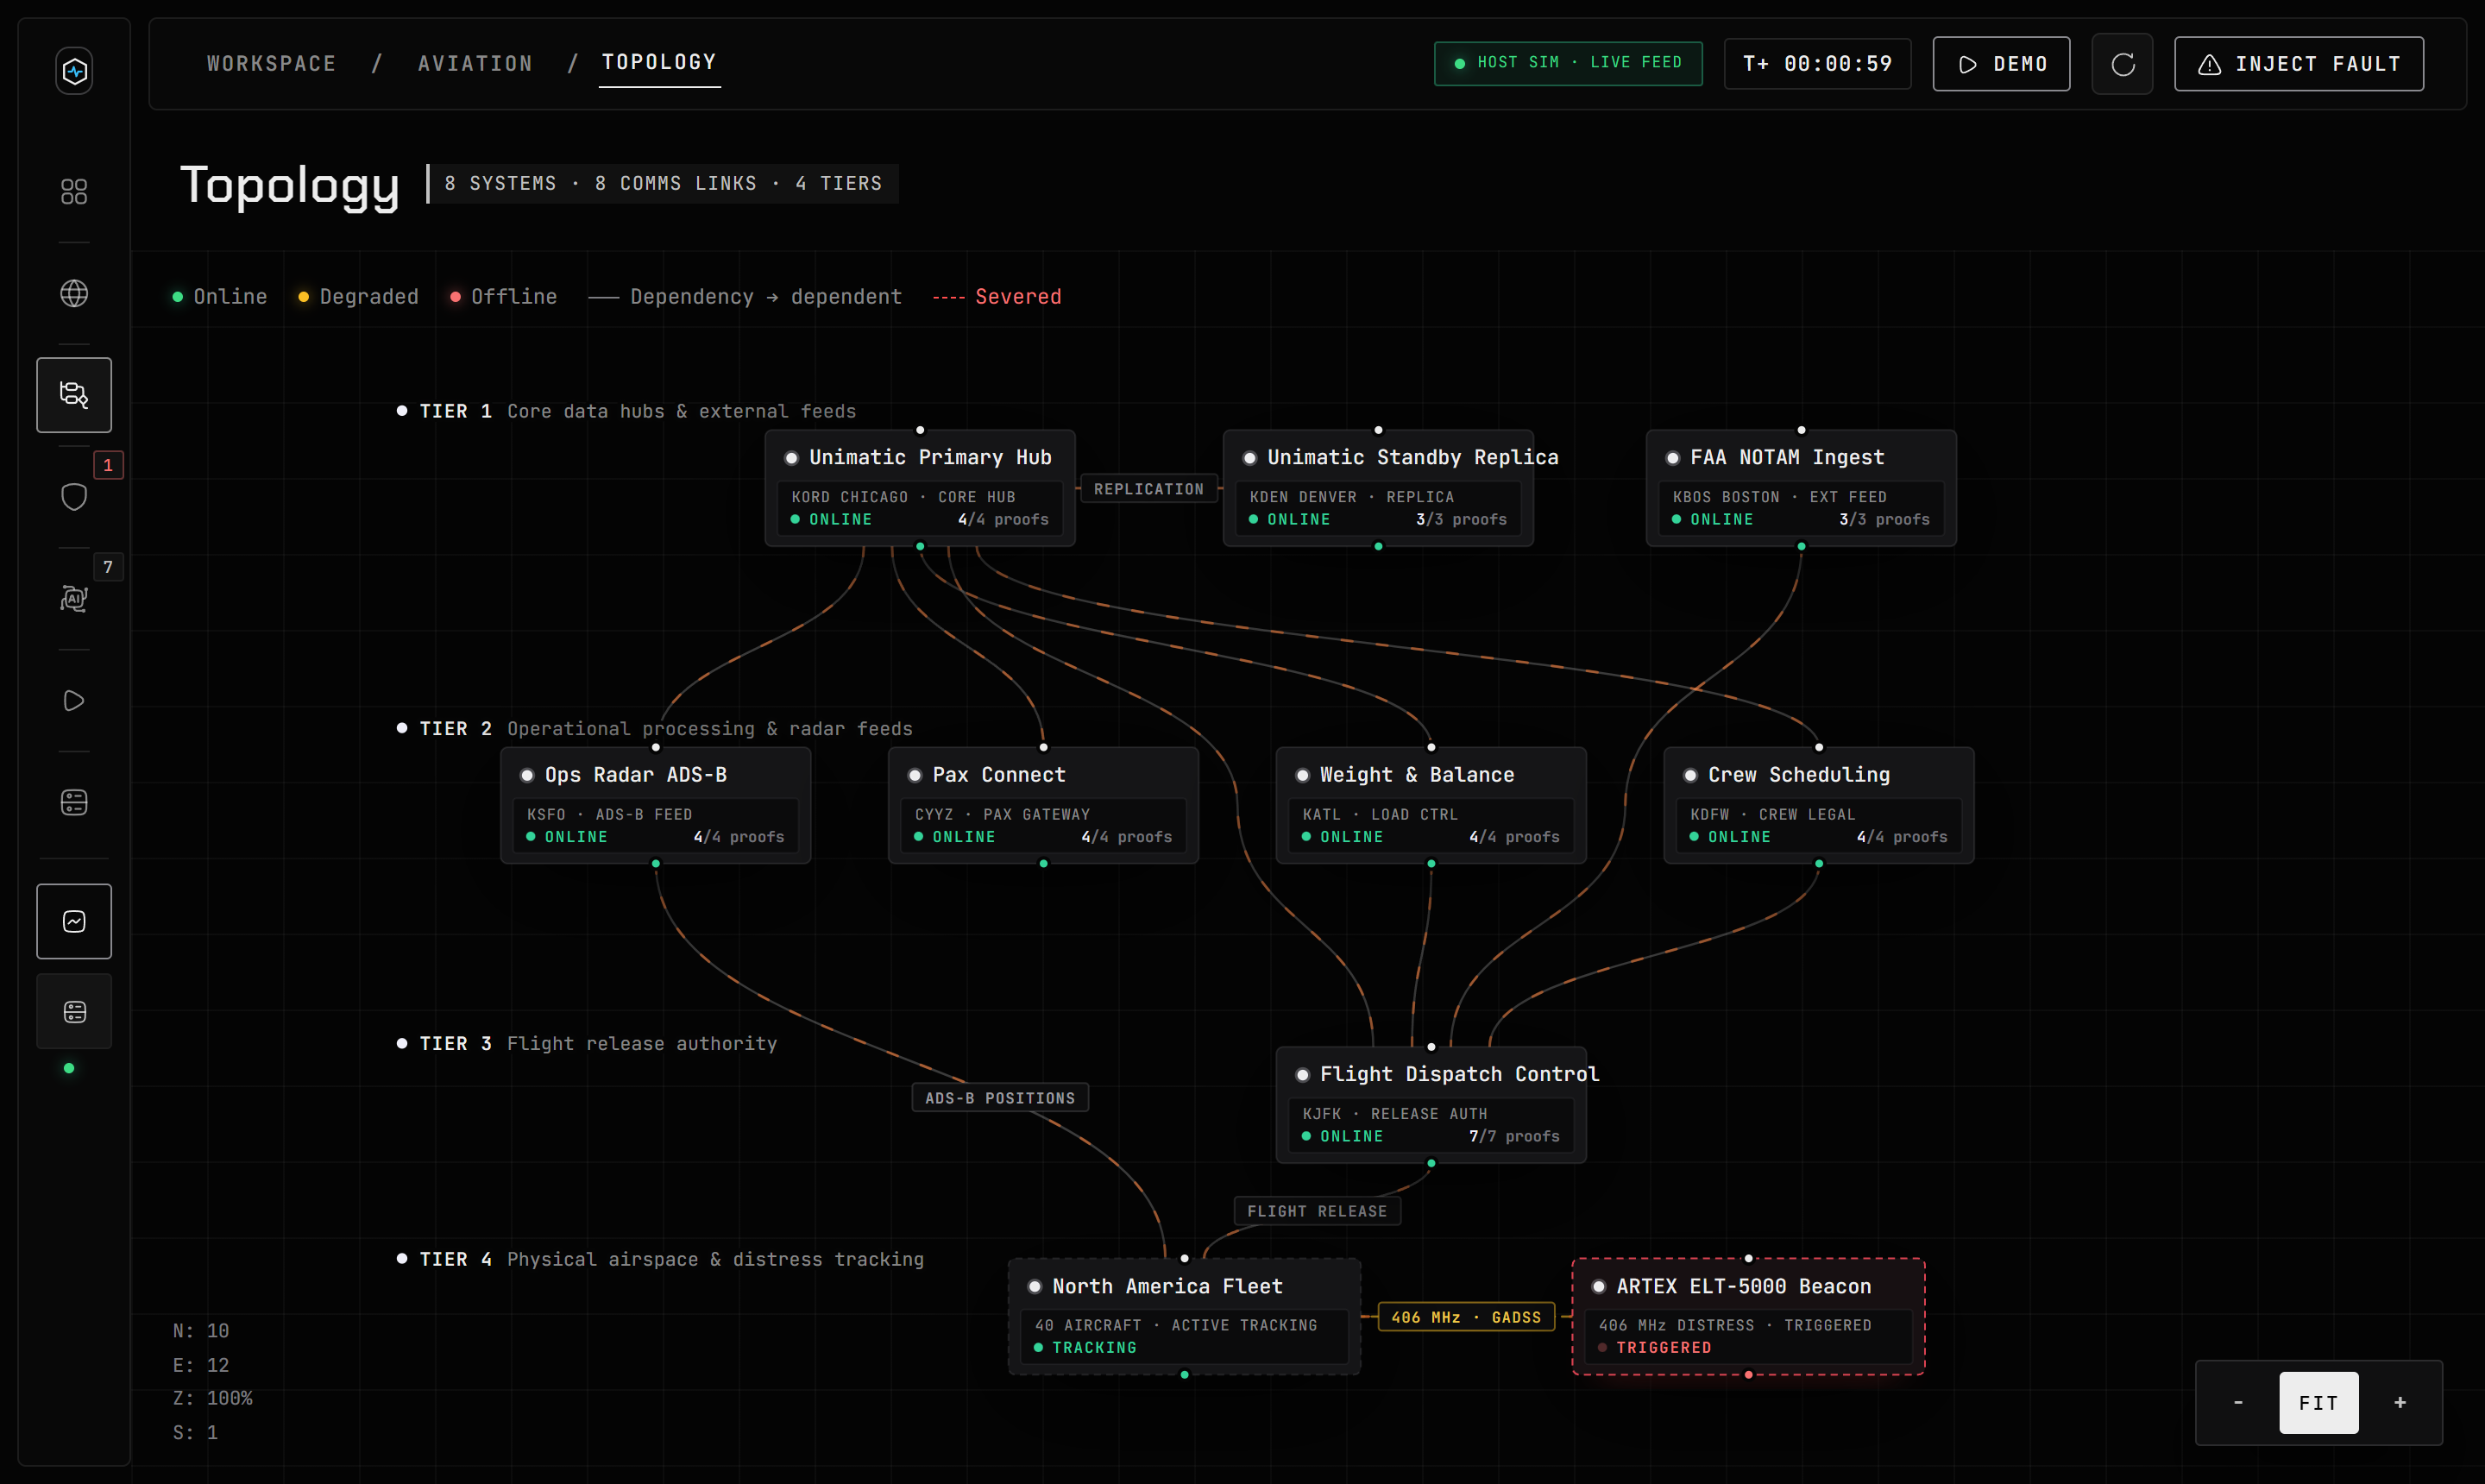 WORKSPACE / AVIATION / TOPOLOGY
HOST SIM · LIVE FEED
T+ 00:00:59
DEMO
INJECT FAULT
Topology
8 SYSTEMS · 8 COMMS LINKS · 4 TIERS
1
7
AI
Online
Degraded
Offline
Dependency → dependent
Severed
TIER 1 Core data hubs & external feeds
Unimatic Primary Hub
KORD CHICAGO · CORE HUB
ONLINE 4/4 proofs
REPLICATION
Unimatic Standby Replica
KDEN DENVER · REPLICA
ONLINE 3/3 proofs
FAA NOTAM Ingest
KBOS BOSTON · EXT FEED
ONLINE 3/3 proofs
TIER 2 Operational processing & radar feeds
Ops Radar ADS-B
KSFO · ADS-B FEED
ONLINE 4/4 proofs
Pax Connect
CYYZ · PAX GATEWAY
ONLINE 4/4 proofs
Weight & Balance
KATL · LOAD CTRL
ONLINE 4/4 proofs
Crew Scheduling
KDFW · CREW LEGAL
ONLINE 4/4 proofs
TIER 3 Flight release authority
ADS-B POSITIONS
Flight Dispatch Control
KJFK · RELEASE AUTH
ONLINE 7/7 proofs
FLIGHT RELEASE
TIER 4 Physical airspace & distress tracking
North America Fleet
40 AIRCRAFT · ACTIVE TRACKING
TRACKING
406 MHz · GADSS
ARTEX ELT-5000 Beacon
406 MHz DISTRESS · TRIGGERED
TRIGGERED
N: 10
E: 12
Z: 100%
S: 1
- FIT +